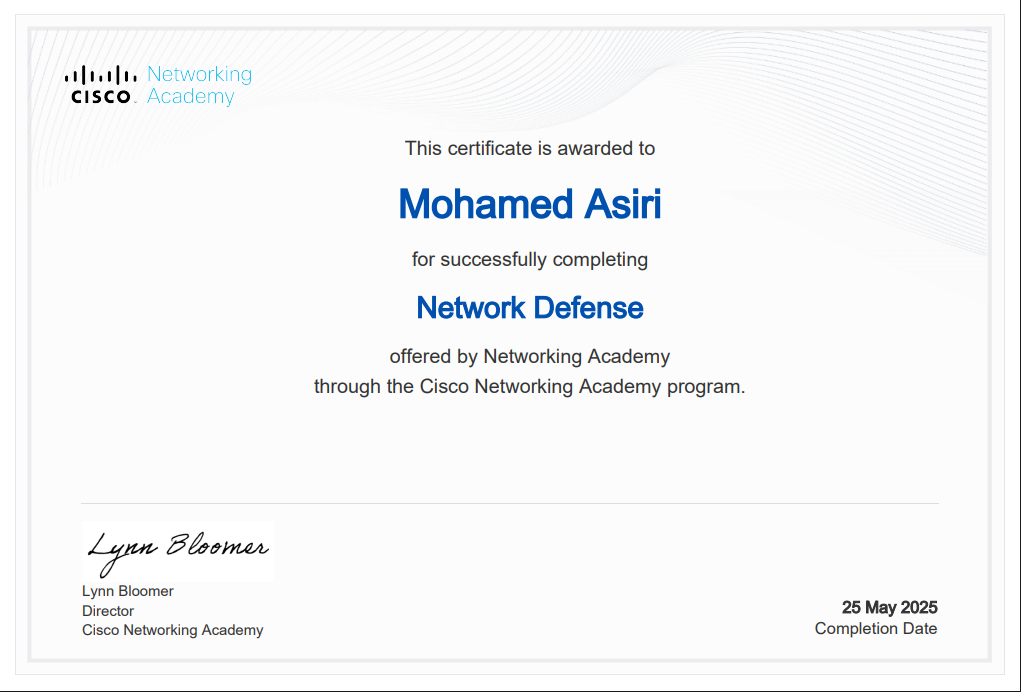 Networking
CISCO Academy
This certificate is awarded to
Mohamed Asiri
for successfully completing
Network Defense
offered by Networking Academy
through the Cisco Networking Academy program.
Lynn Bloomer
Lynn Bloomer
Director
Cisco Networking Academy
25 May 2025
Completion Date